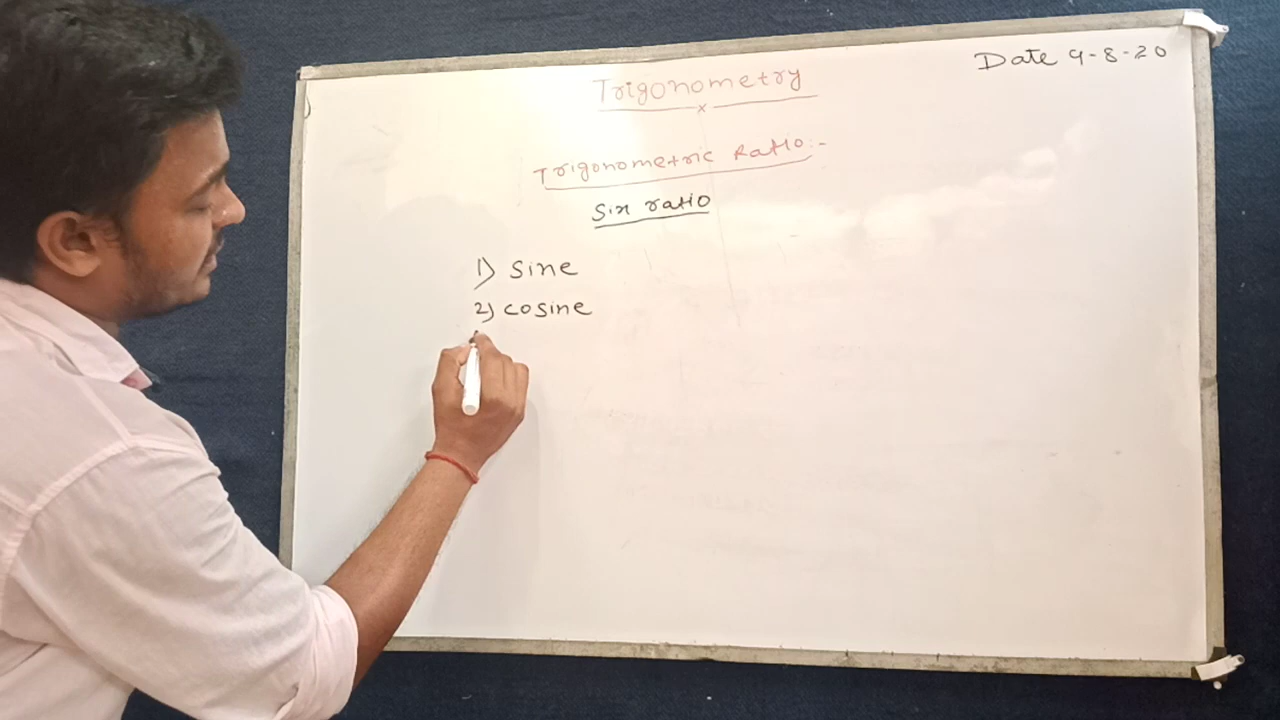 Date 9-8-20
Trigonometry
Trigonometric Ratio:-
Six ratio
1) sine
2) cosine